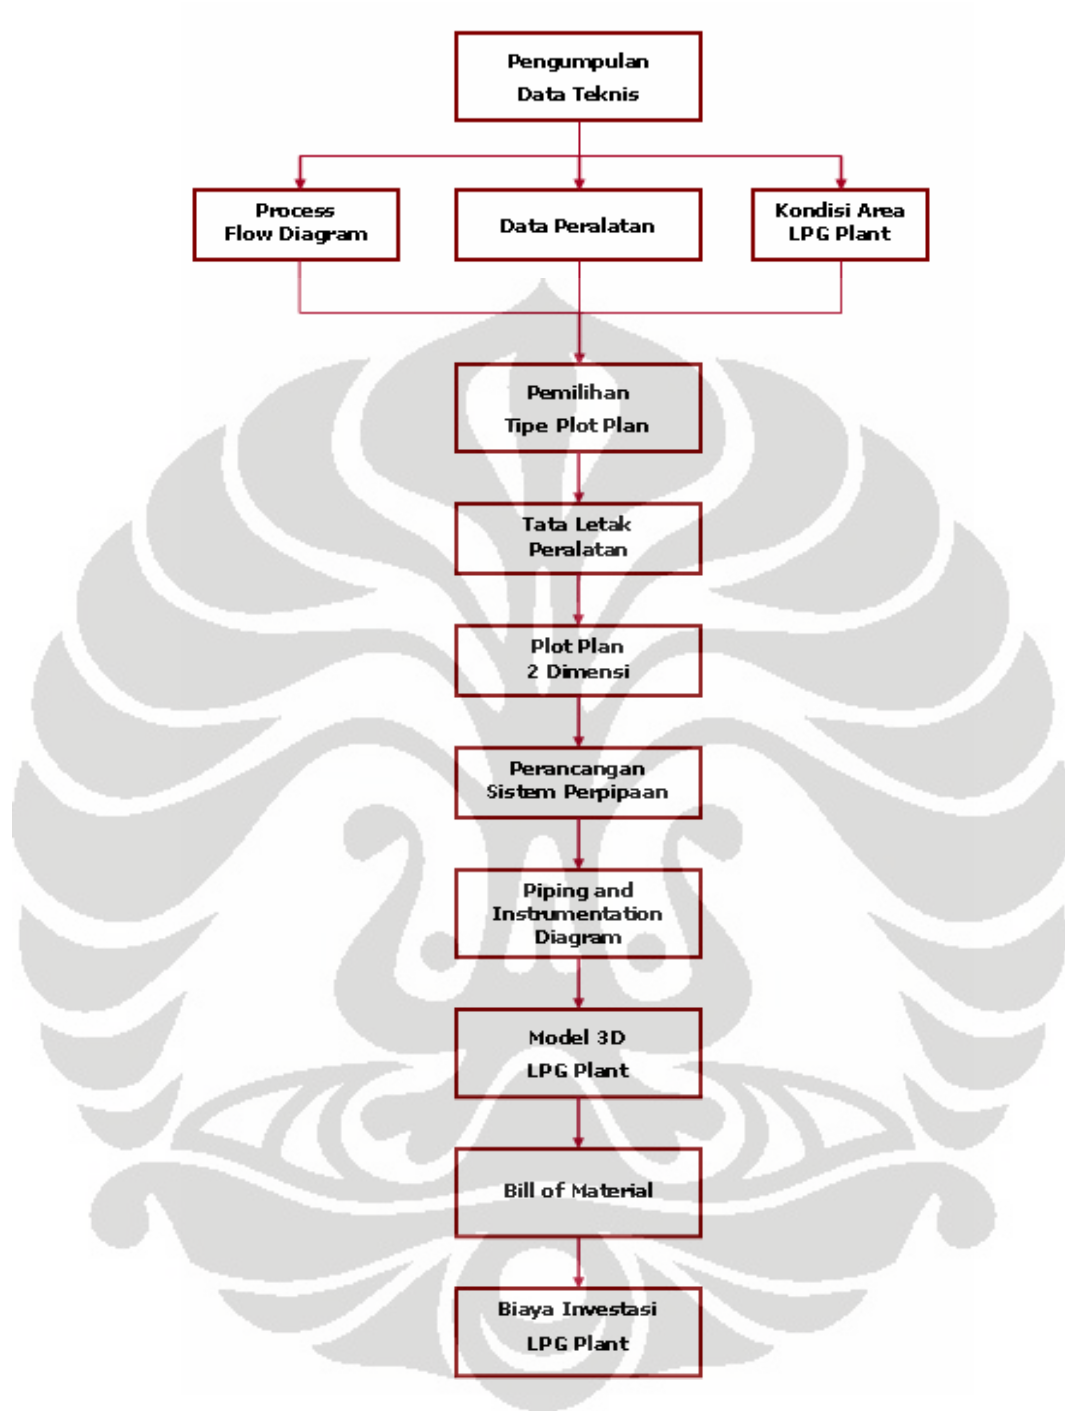 Pengumpulan
Data Teknis
Process
Flow Diagram
Data Peralatan
Kondisi Area
LPG Plant
Pemilihan
Tipe Plot Plan
Tata Letak
Peralatan
Plot Plan
2 Dimensi
Perancangan
Sistem Perpipaan
Piping and
Instrumentation
Diagram
Model 3D
LPG Plant
Bill of Material
Biaya Investasi
LPG Plant